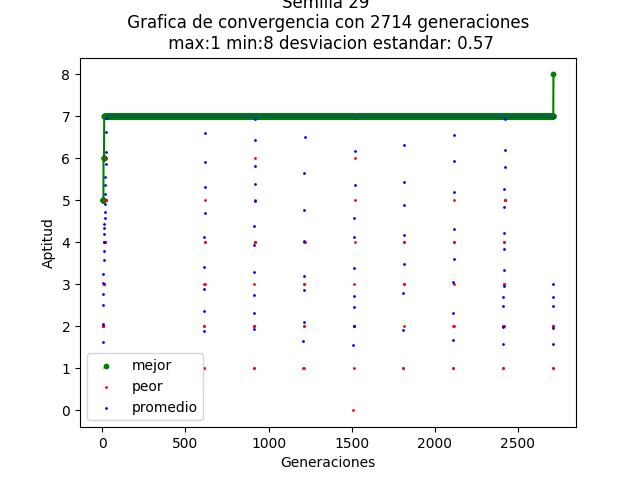 Semilla 29
Grafica de convergencia con 2714 generaciones
max:1 min:8 desviacion estandar: 0.57
8
7
6
5
4
3
2
1
0
Aptitud
mejor
peor
promedio
0 500 1000 1500 2000 2500
Generaciones